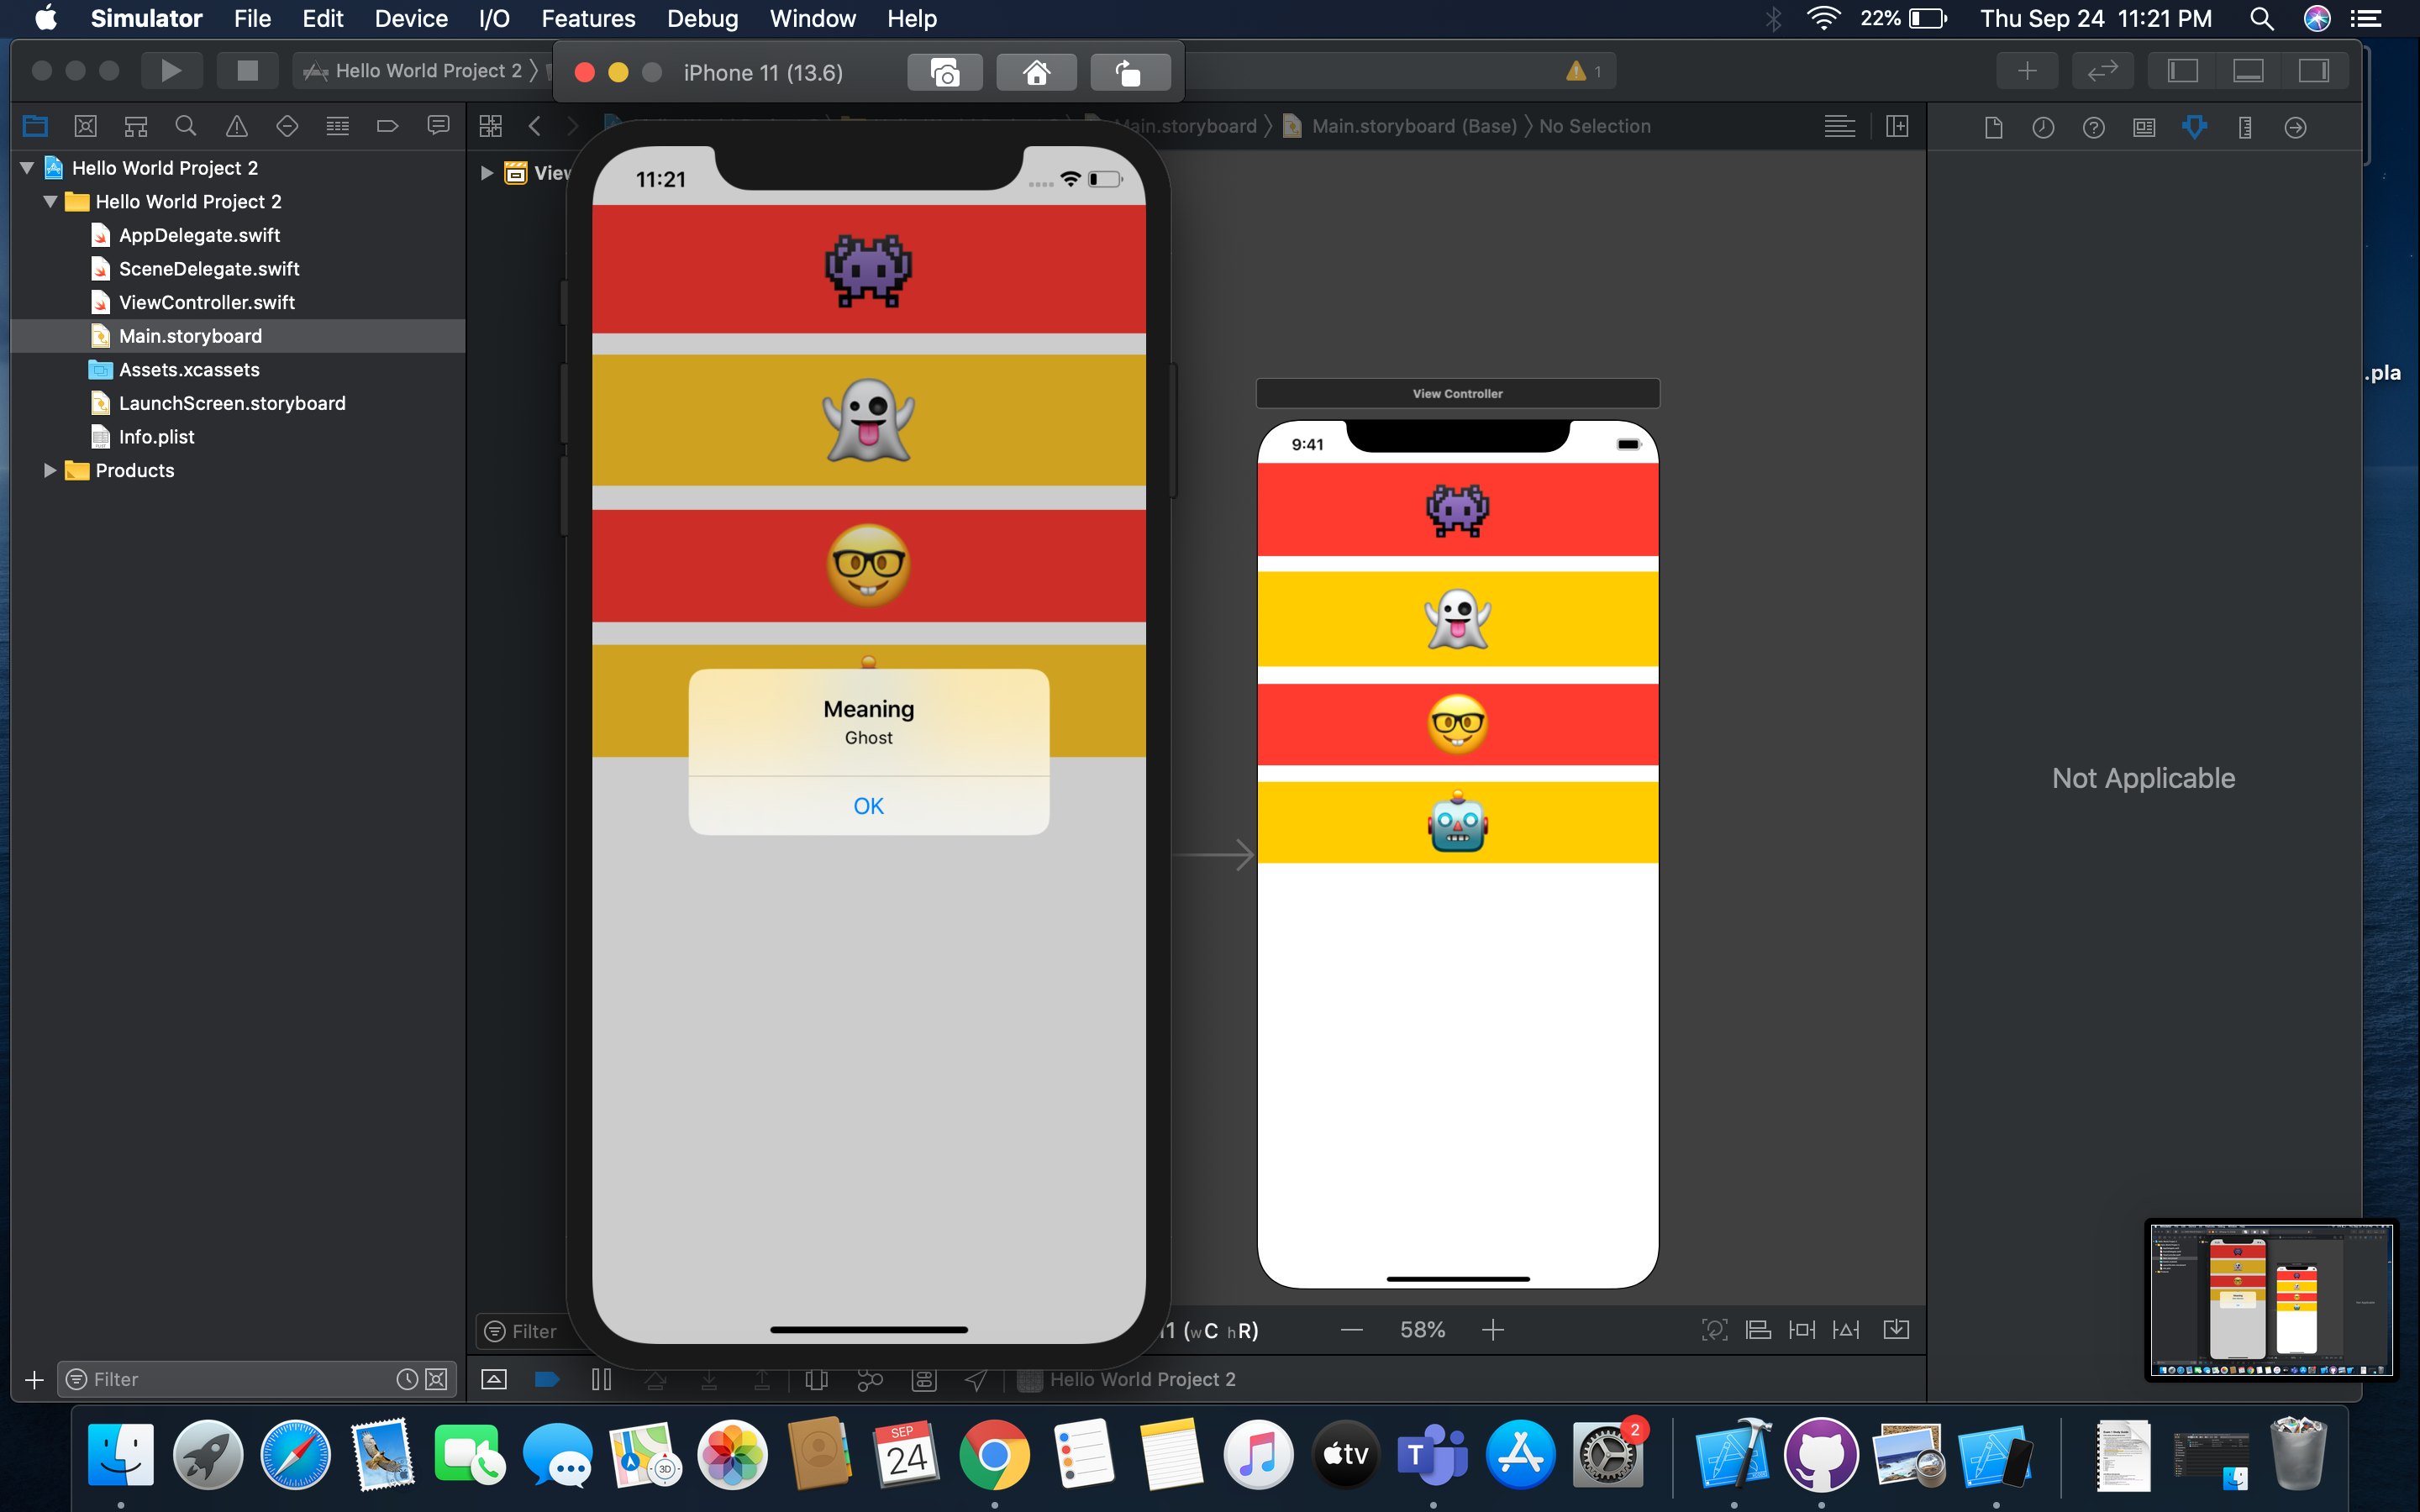 Simulator File Edit Device I/O Features Debug Window Help 22% Thu Sep 24 11:21 PM
Hello World Project 2
iPhone 11 (13.6)
1
Main.storyboard
Main.storyboard (Base)
No Selection
Hello World Project 2
Hello World Project 2
AppDelegate.swift
SceneDelegate.swift
ViewController.swift
Main.storyboard
Assets.xcassets
LaunchScreen.storyboard
Info.plist
Products
View
11:21
Meaning
Ghost
OK
View Controller
9:41
Not Applicable
.pla
Filter
11 (wC hR)
58%
Filter
Hello World Project 2
SEP
24
3D
tv
T
2